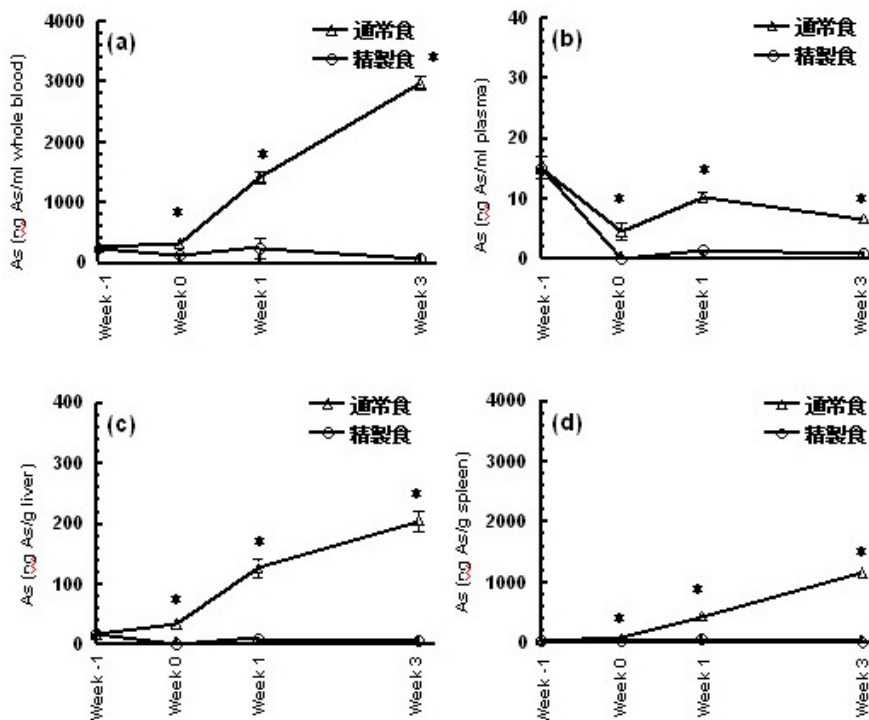 (a)
通常食
精製食
*
*
*
4000
3000
2000
1000
0
As (ng As/ml whole blood)
Week -1
Week 0
Week 1
Week 3
(b)
通常食
精製食
*
*
*
40
30
20
10
0
As (ng As/ml plasma)
Week -1
Week 0
Week 1
Week 3
(c)
通常食
精製食
*
*
*
400
300
200
100
0
As (ng As/g liver)
Week -1
Week 0
Week 1
Week 3
(d)
通常食
精製食
*
*
*
4000
3000
2000
1000
0
As (ng As/g spleen)
Week -1
Week 0
Week 1
Week 3